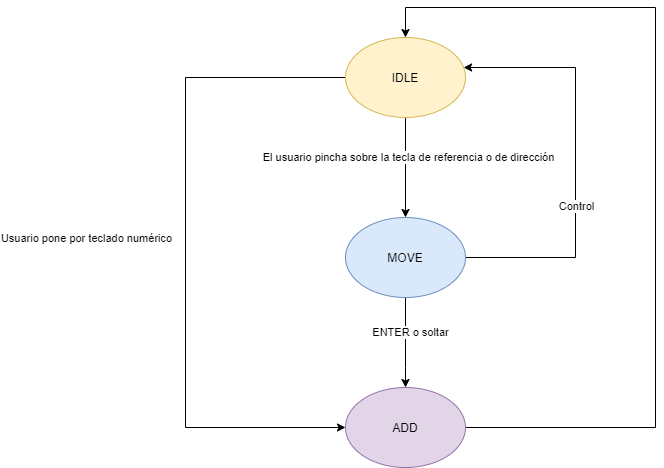 IDLE
El usuario pincha sobre la tecla de referencia o de dirección
Control
Usuario pone por teclado numérico
MOVE
ENTER o soltar
ADD